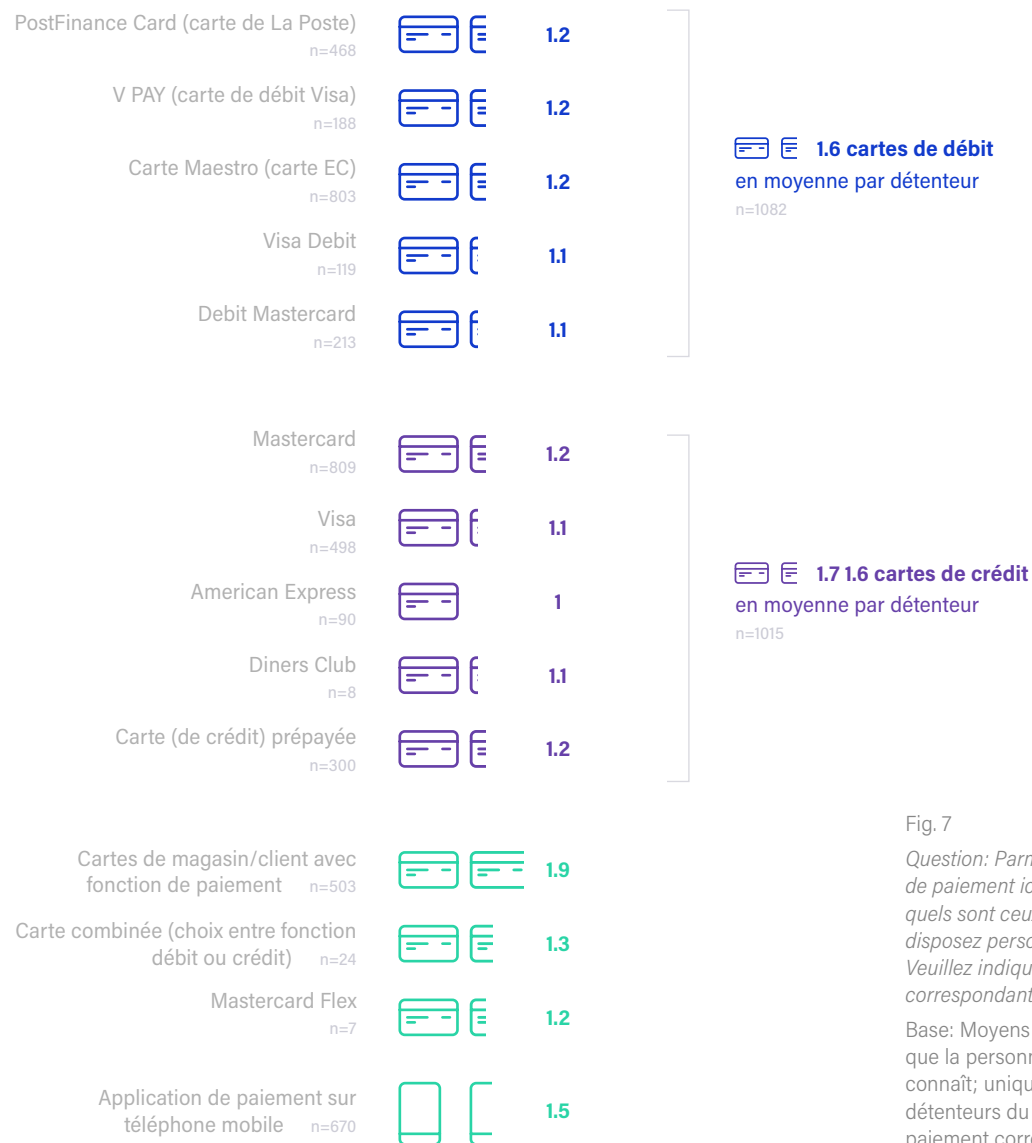 PostFinance Card (carte de La Poste)
n=468
1.2
V PAY (carte de débit Visa)
n=188
1.2
Carte Maestro (carte EC)
n=803
1.2
Visa Debit
n=119
1.1
Debit Mastercard
n=213
1.1
1.6 cartes de débit
en moyenne par détenteur
n=1082
Mastercard
n=809
1.2
Visa
n=498
1.1
American Express
n=90
1
Diners Club
n=8
1.1
Carte (de crédit) prépayée
n=300
1.2
1.7 1.6 cartes de crédit
en moyenne par détenteur
n=1015
Cartes de magasin/client avec
fonction de paiement n=503
1.9
Carte combinée (choix entre fonction
débit ou crédit) n=24
1.3
Mastercard Flex
n=7
1.2
Application de paiement sur
téléphone mobile n=670
1.5
Fig. 7
Question:
de paiement
quels sont
disposez
Veuillez
correspondant
Base: Moyens
que la
connaît;
détenteurs du
paiement